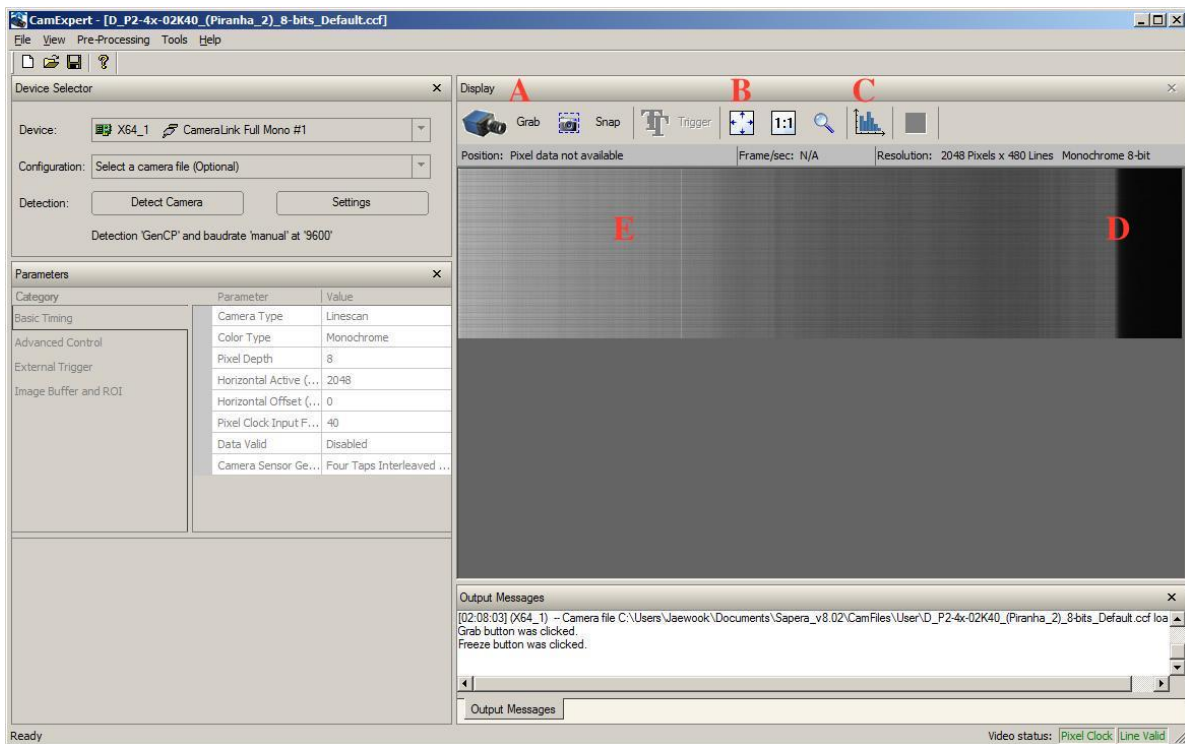 CamExpert - [D_P2-4x-02K40_(Piranha_2)_8-bits_Default.ccf]
File View Pre-Processing Tools Help
Device Selector
Device: X64_1 CameraLink Full Mono #1
Configuration: Select a camera file (Optional)
Detection: Detect Camera Settings
Detection 'GenCP' and baudrate 'manual' at '9600'
Parameters
Category Parameter Value
Basic Timing
Advanced Control
External Trigger
Image Buffer and ROI
Camera Type Linescan
Color Type Monochrome
Pixel Depth 8
Horizontal Active (... 2048
Horizontal Offset (... 0
Pixel Clock Input F... 40
Data Valid Disabled
Camera Sensor Ge... Four Taps Interleaved ...
Display
A B C
Grab Snap Trigger 1:1
Position: Pixel data not available Frame/sec: N/A Resolution: 2048 Pixels x 480 Lines Monochrome 8-bit
E D
Output Messages
[02:08:03] (X64_1) - Camera file C:\Users\Jaewook\Documents\Sapera_v8.02\CamFiles\User\D_P2-4x-02K40_(Piranha_2)_8-bits_Default.ccf loa
Grab button was clicked.
Freeze button was clicked.
Output Messages
Ready Video status: Pixel Clock Line Valid